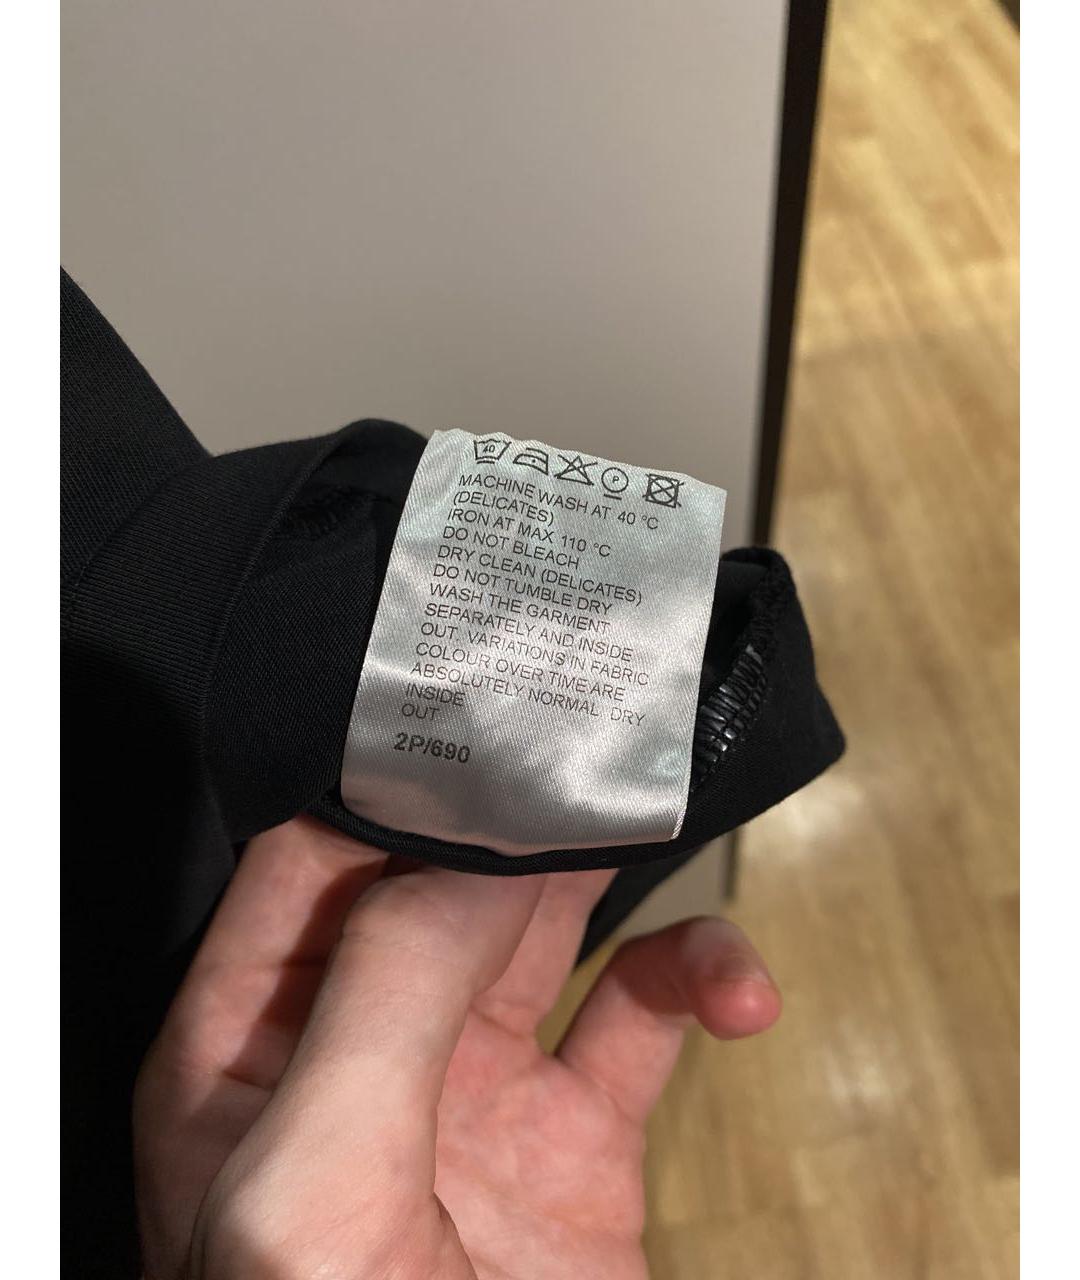 40
P
MACHINE WASH AT 40 °C
(DELICATES)
IRON AT MAX 110 °C
DO NOT BLEACH
DRY CLEAN (DELICATES)
DO NOT TUMBLE DRY
WASH THE GARMENT
SEPARATELY AND INSIDE
OUT. VARIATIONS IN FABRIC
COLOUR OVER TIME ARE
ABSOLUTELY NORMAL. DRY
INSIDE
OUT
2P/690